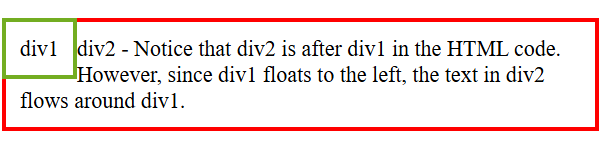 div1 div2 - Notice that div2 is after div1 in the HTML code.
However, since div1 floats to the left, the text in div2
flows around div1.